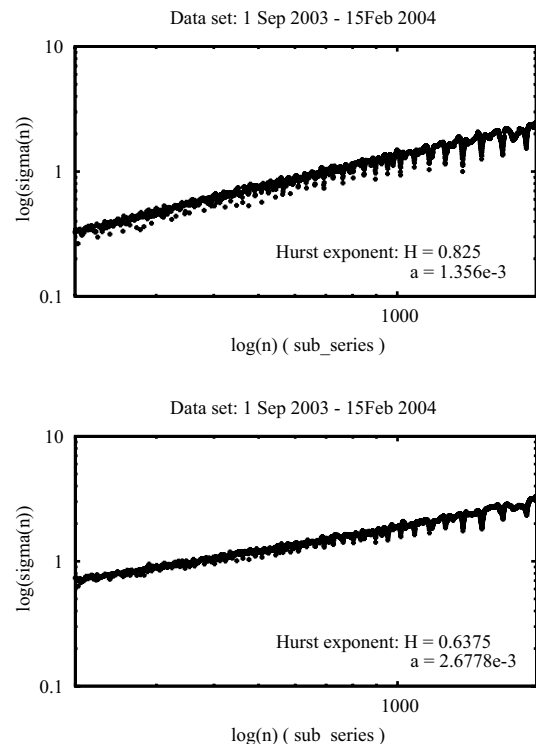 Data set: 1 Sep 2003 - 15Feb 2004
10
1
0.1
log(sigma(n))
Hurst exponent: H = 0.825
a = 1.356e-3
1000
log(n) ( sub_series )
Data set: 1 Sep 2003 - 15Feb 2004
10
1
0.1
log(sigma(n))
Hurst exponent: H = 0.6375
a = 2.6778e-3
1000
log(n) ( sub_series )